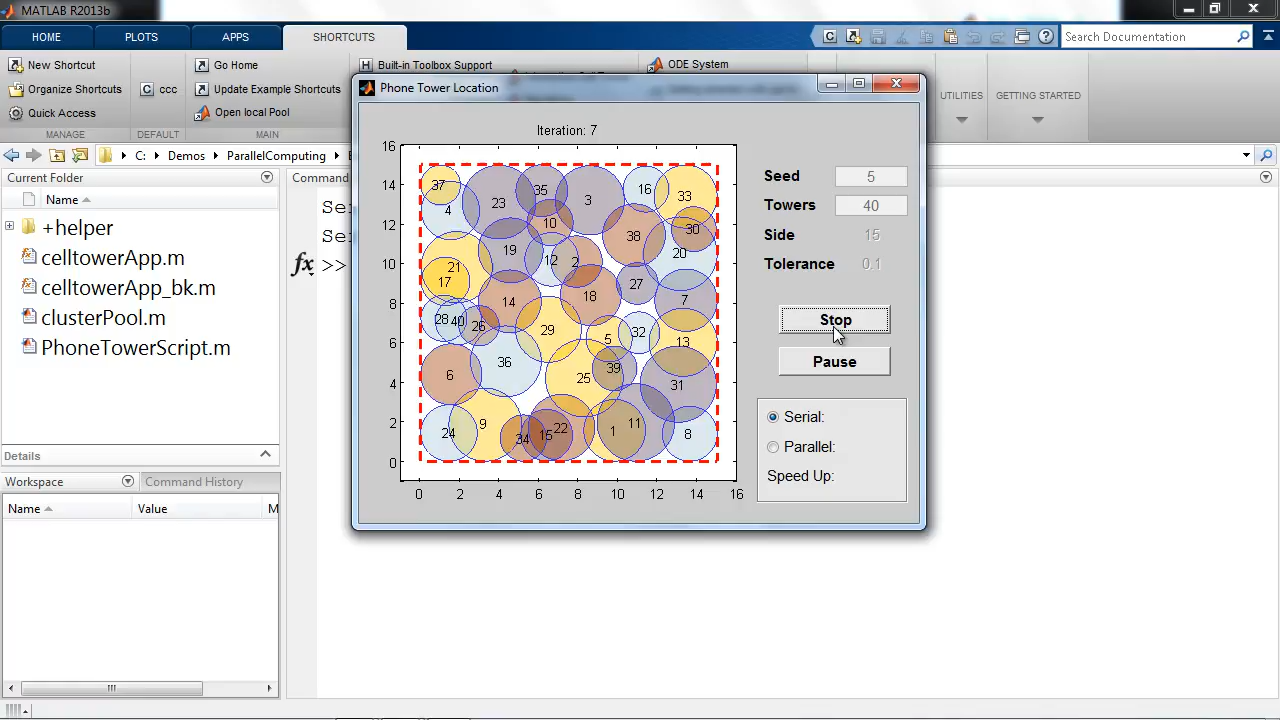 MATLAB R2013b
HOME PLOTS APPS SHORTCUTS Search Documentation
New Shortcut Go Home Built-in Toolbox Support ODE System
Organize Shortcuts ccc Update Example Shortcuts UTILITIES GETTING STARTED
Quick Access Open local Pool
MANAGE DEFAULT MAIN
C: Demos ParallelComputing
Current Folder
Name
+helper
celltowerApp.m
celltowerApp_bk.m
clusterPool.m
PhoneTowerScript.m
Details
Workspace Command History
Name Value M
Command
Se
Se
fx >>
Phone Tower Location
Iteration: 7
16
14
12
10
8
6
4
2
0
0 2 4 6 8 10 12 14 16
37 35 16 33
4 23 3
10 30
19 38 20
21 12 2
17 27
14 18 7
28 40 26 29 5 32 13
36 39
6 25 31
9 11
24 34 15 22 1 8
Seed 5
Towers 40
Side 15
Tolerance 0.1
Stop
Pause
Serial:
Parallel:
Speed Up: